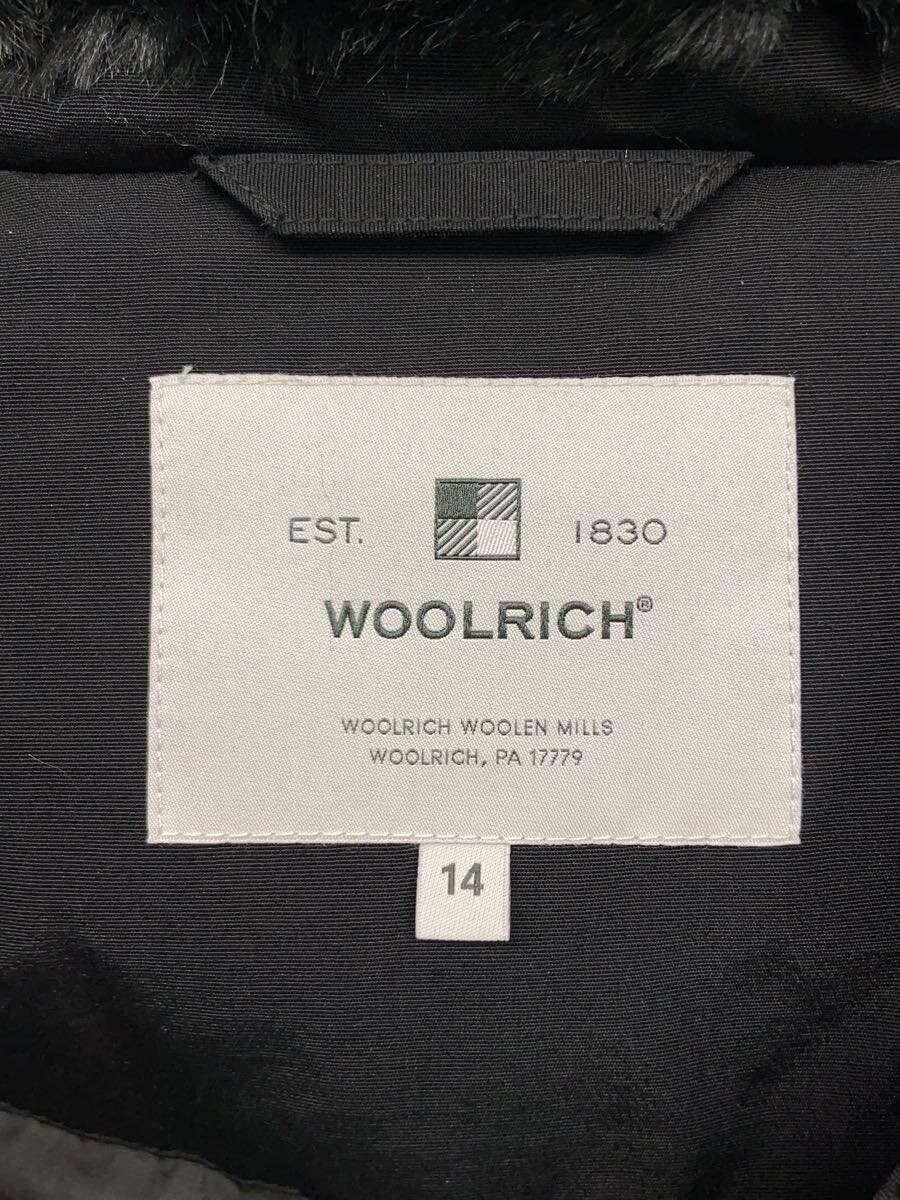 EST. 1830
WOOLRICH®
WOOLRICH WOOLEN MILLS
WOOLRICH, PA 17779
14